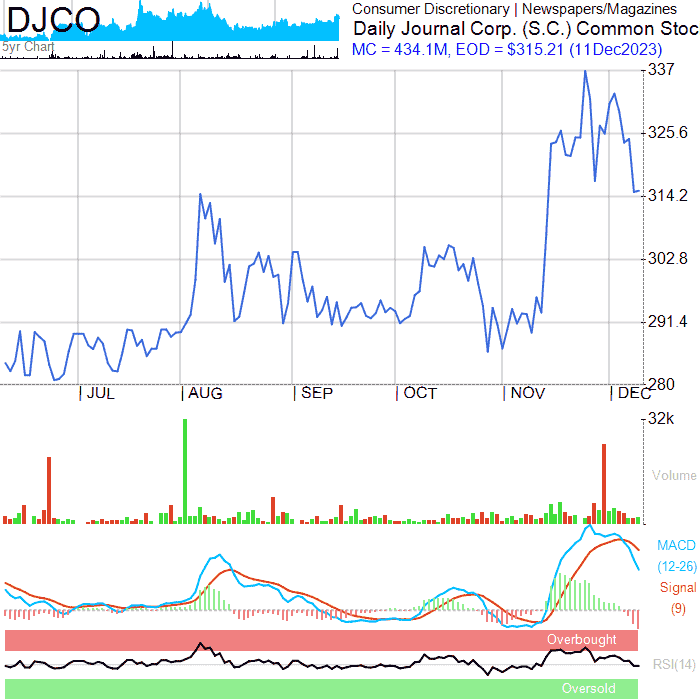 DJCO
5yr Chart
Consumer Discretionary | Newspapers/Magazines
Daily Journal Corp. (S.C.) Common Stoc
MC = 434.1M, EOD = $315.21 (11Dec2023)
337
325.6
314.2
302.8
291.4
280
JUL AUG SEP OCT NOV DEC
32k
Volume
MACD
(12-26)
Signal
(9)
Overbought
RSI(14)
Oversold